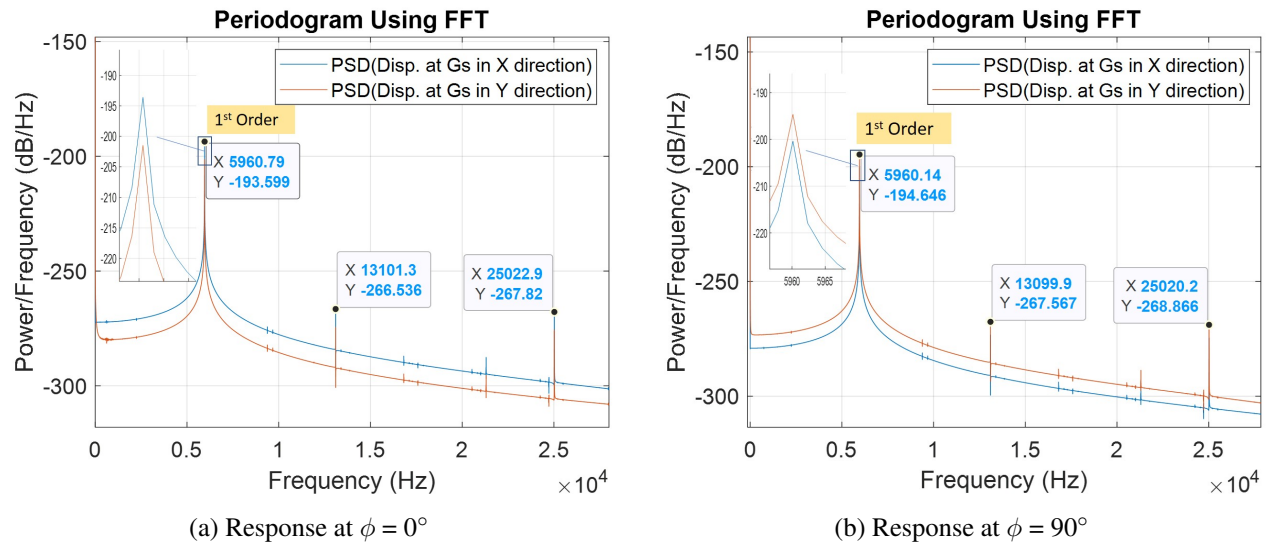 Periodogram Using FFT
-150
-200
-250
-300
Power/Frequency (dB/Hz)
PSD(Disp. at Gs in X direction)
PSD(Disp. at Gs in Y direction)
-190
-195
-200
-205
-210
-215
-220
1st Order
X 5960.79
Y -193.599
X 13101.3
Y -266.536
X 25022.9
Y -267.82
0 0.5 1 1.5 2 2.5
×10^4
Frequency (Hz)
(a) Response at ϕ = 0°
Periodogram Using FFT
-150
-200
-250
-300
Power/Frequency (dB/Hz)
PSD(Disp. at Gs in X direction)
PSD(Disp. at Gs in Y direction)
-190
-200
-210
-220
5960 5965
1st Order
X 5960.14
Y -194.646
X 13099.9
Y -267.567
X 25020.2
Y -268.866
0 0.5 1 1.5 2 2.5
×10^4
Frequency (Hz)
(b) Response at ϕ = 90°